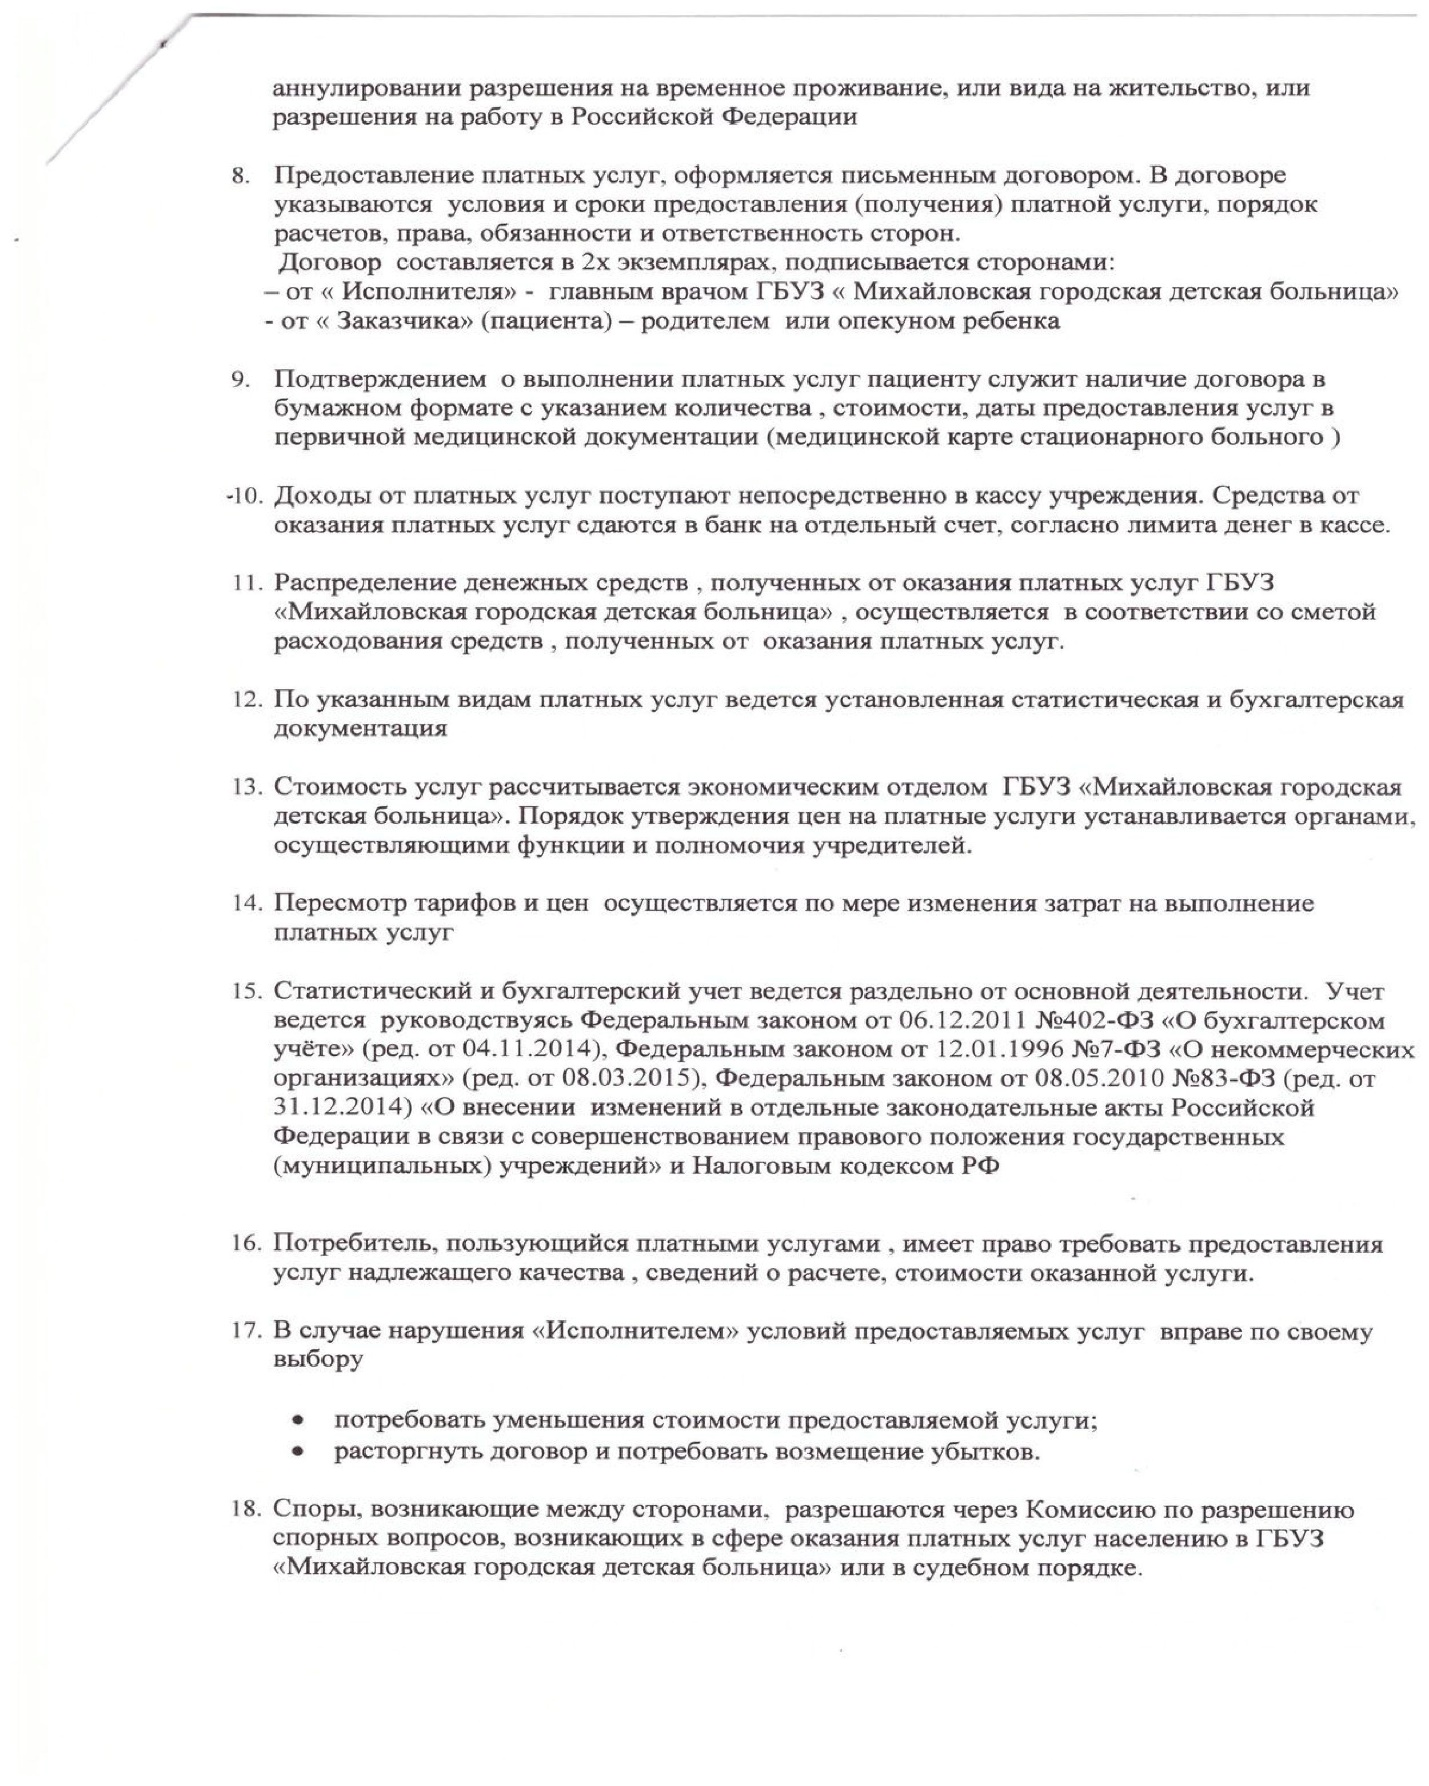 аннулировании разрешения на временное проживание, или вида на жительство, или
разрешения на работу в Российской Федерации
8. Предоставление платных услуг, оформляется письменным договором. В договоре
указываются условия и сроки предоставления (получения) платной услуги, порядок
расчетов, права, обязанности и ответственность сторон.
Договор составляется в 2х экземплярах, подписывается сторонами:
– от « Исполнителя» - главным врачом ГБУЗ « Михайловская городская детская больница»
- от « Заказчика» (пациента) – родителем или опекуном ребенка
9. Подтверждением о выполнении платных услуг пациенту служит наличие договора в
бумажном формате с указанием количества , стоимости, даты предоставления услуг в
первичной медицинской документации (медицинской карте стационарного больного )
10. Доходы от платных услуг поступают непосредственно в кассу учреждения. Средства от
оказания платных услуг сдаются в банк на отдельный счет, согласно лимита денег в кассе.
11. Распределение денежных средств , полученных от оказания платных услуг ГБУЗ
«Михайловская городская детская больница» , осуществляется в соответствии со сметой
расходования средств , полученных от оказания платных услуг.
12. По указанным видам платных услуг ведется установленная статистическая и бухгалтерская
документация
13. Стоимость услуг рассчитывается экономическим отделом ГБУЗ «Михайловская городская
детская больница». Порядок утверждения цен на платные услуги устанавливается органами,
осуществляющими функции и полномочия учредителей.
14. Пересмотр тарифов и цен осуществляется по мере изменения затрат на выполнение
платных услуг
15. Статистический и бухгалтерский учет ведется раздельно от основной деятельности. Учет
ведется руководствуясь Федеральным законом от 06.12.2011 №402-ФЗ «О бухгалтерском
учёте» (ред. от 04.11.2014), Федеральным законом от 12.01.1996 №7-ФЗ «О некоммерческих
организациях» (ред. от 08.03.2015), Федеральным законом от 08.05.2010 №83-ФЗ (ред. от
31.12.2014) «О внесении изменений в отдельные законодательные акты Российской
Федерации в связи с совершенствованием правового положения государственных
(муниципальных) учреждений» и Налоговым кодексом РФ
16. Потребитель, пользующийся платными услугами , имеет право требовать предоставления
услуг надлежащего качества , сведений о расчете, стоимости оказанной услуги.
17. В случае нарушения «Исполнителем» условий предоставляемых услуг вправе по своему
выбору
• потребовать уменьшения стоимости предоставляемой услуги;
• расторгнуть договор и потребовать возмещение убытков.
18. Споры, возникающие между сторонами, разрешаются через Комиссию по разрешению
спорных вопросов, возникающих в сфере оказания платных услуг населению в ГБУЗ
«Михайловская городская детская больница» или в судебном порядке.